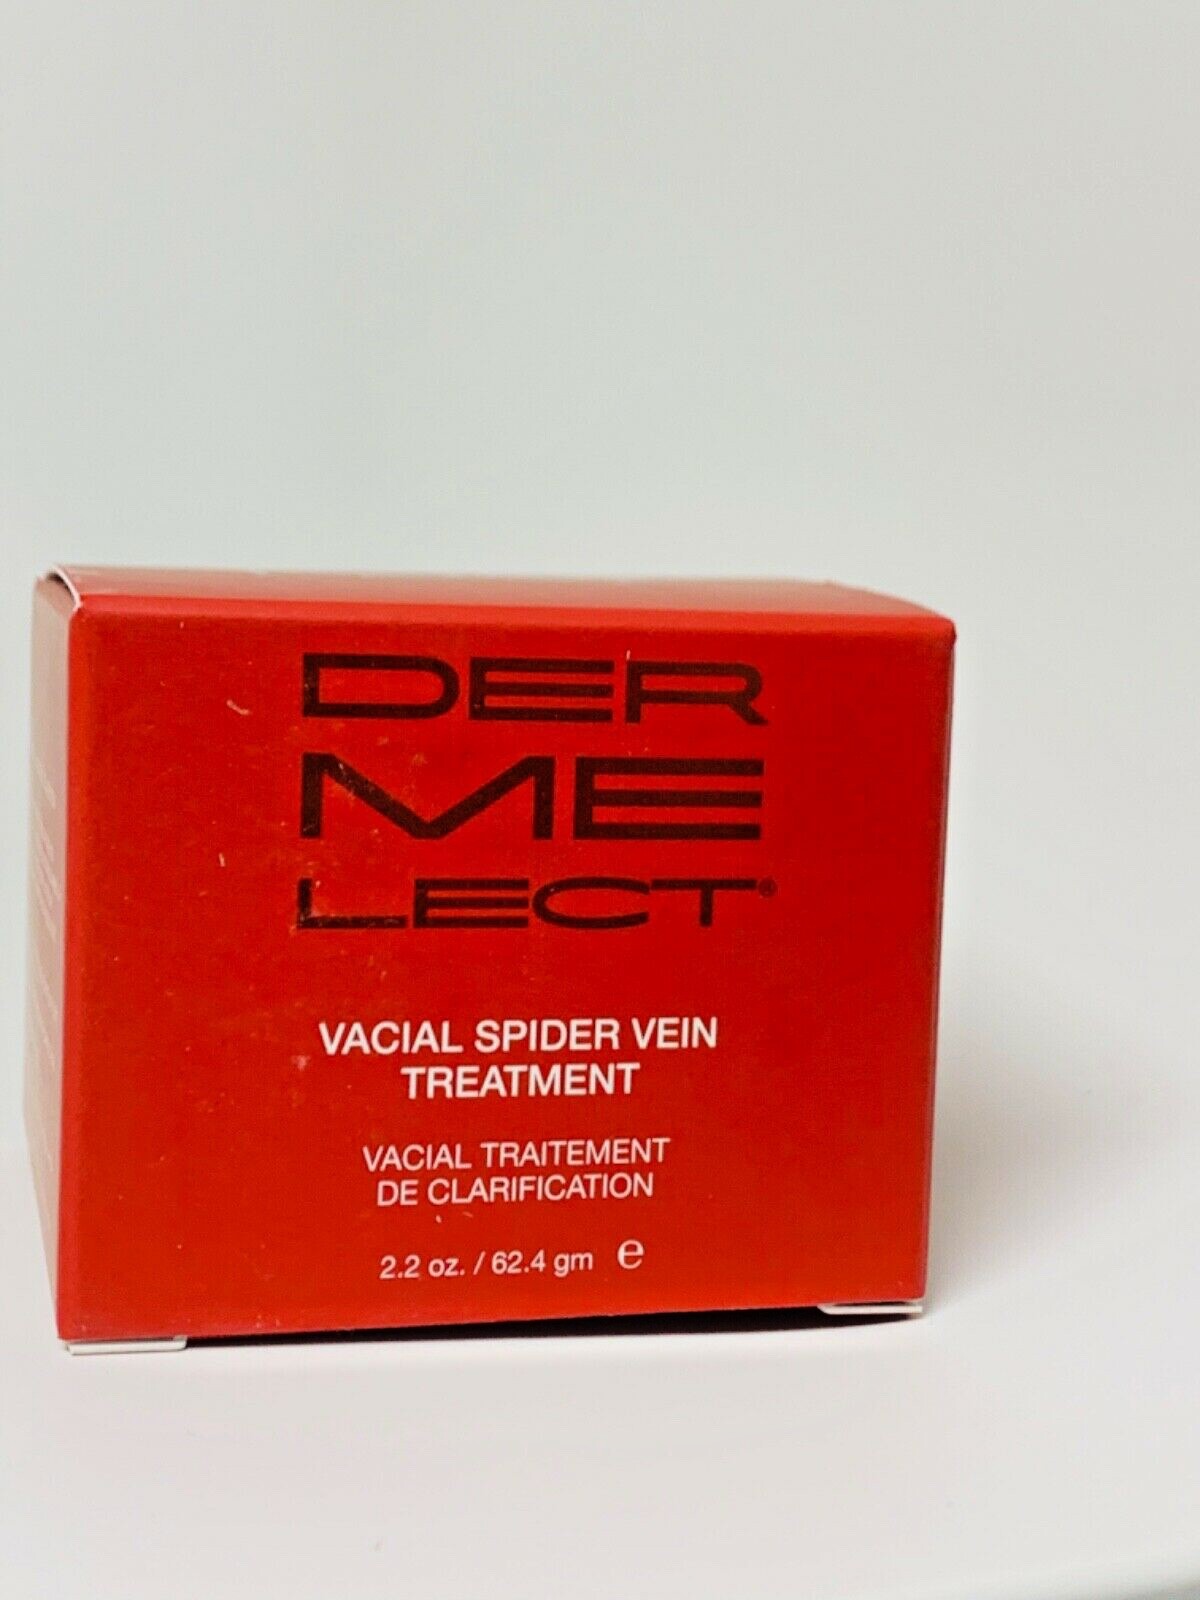 DER
ME
LECT®
VACIAL SPIDER VEIN
TREATMENT
VACIAL TRAITEMENT
DE CLARIFICATION
2.2 oz. / 62.4 gm ℮